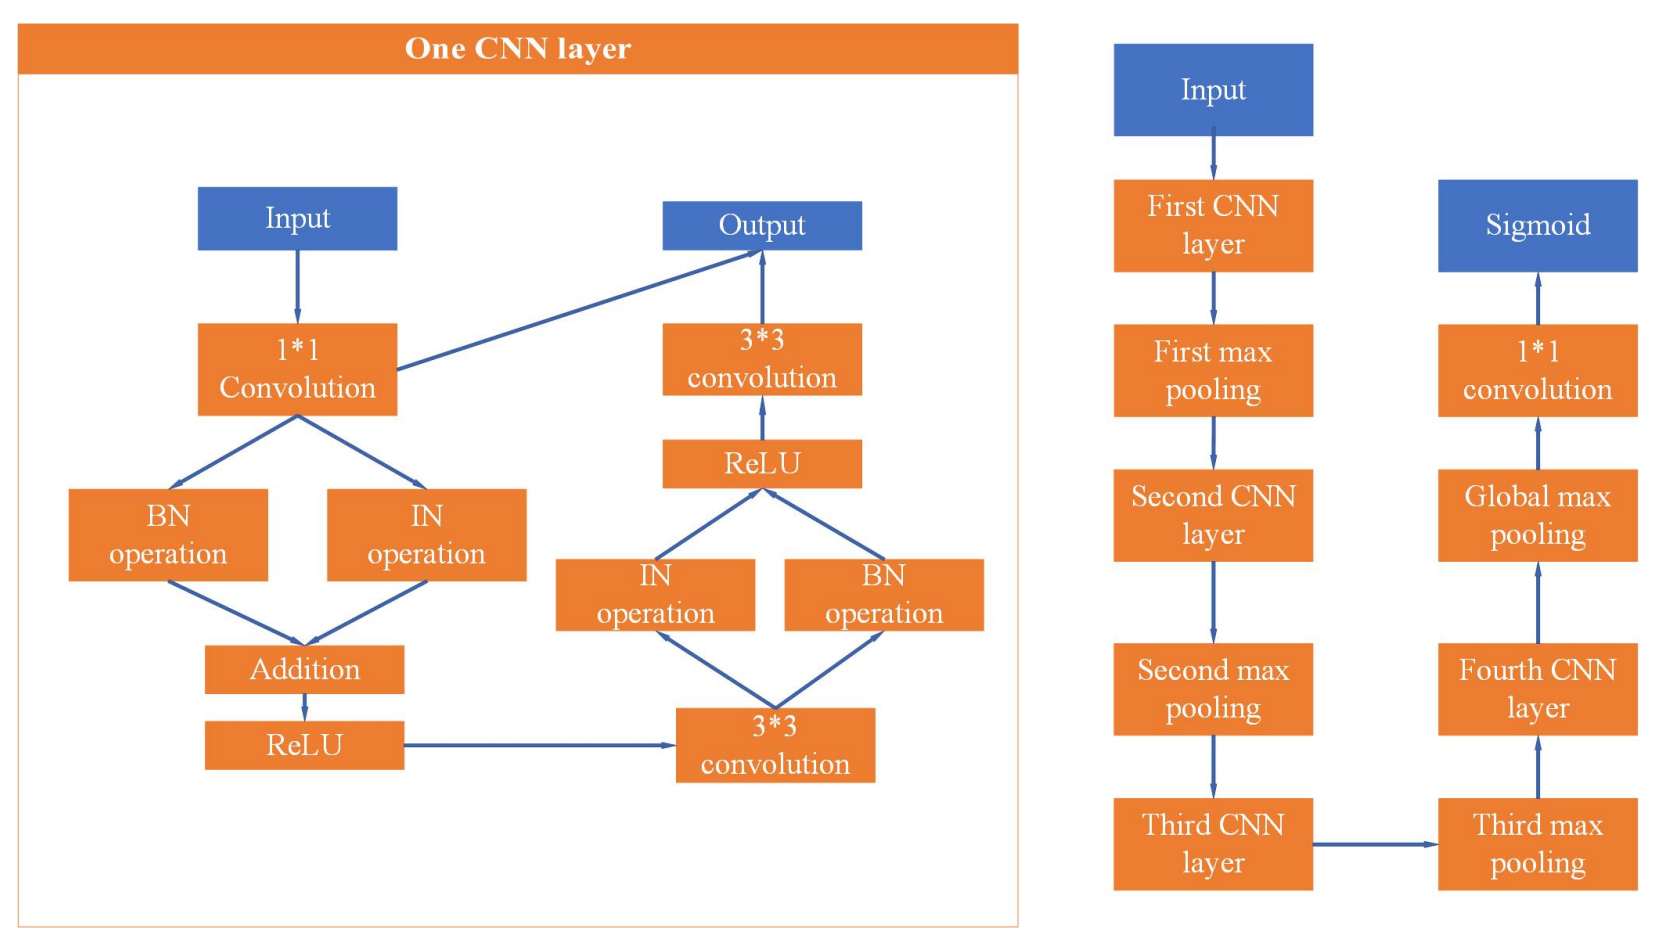 One CNN layer
Input
1*1
Convolution
BN
operation
IN
operation
Addition
ReLU
Output
3*3
convolution
ReLU
IN
operation
BN
operation
3*3
convolution
Input
First CNN
layer
First max
pooling
Second CNN
layer
Second max
pooling
Third CNN
layer
Sigmoid
1*1
convolution
Global max
pooling
Fourth CNN
layer
Third max
pooling